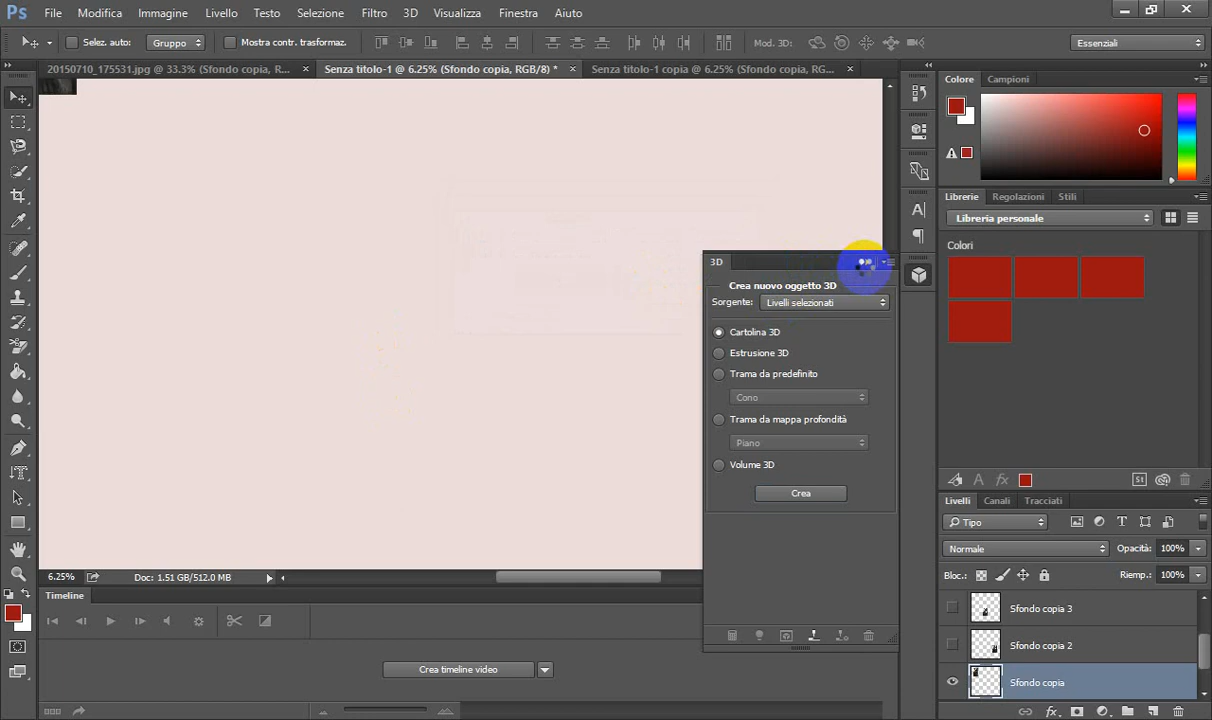 Ps File Modifica Immagine Livello Testo Selezione Filtro 3D Visualizza Finestra Aiuto
Selez. auto: Gruppo Mostra contr. trasformaz. Mod. 3D: Essenziali
20150710_175531.jpg @ 33.3% (Sfondo copia, R... × Senza titolo-1 @ 6.25% (Sfondo copia, RGB/8) * × Senza titolo-1 copia @ 6.25% (Sfondo copia, RG... ×
Colore Campioni
Librerie Regolazioni Stili
Libreria personale
Colori
3D
Crea nuovo oggetto 3D
Sorgente: Livelli selezionati
Cartolina 3D
Estrusione 3D
Trama da predefinito
Cono
Trama da mappa profondità
Piano
Volume 3D
Crea
Livelli Canali Tracciati
Tipo
Normale Opacità: 100%
Bloc.: Riemp.: 100%
Sfondo copia 3
Sfondo copia 2
Sfondo copia
6.25% Doc: 1.51 GB/512.0 MB
Timeline
Crea timeline video